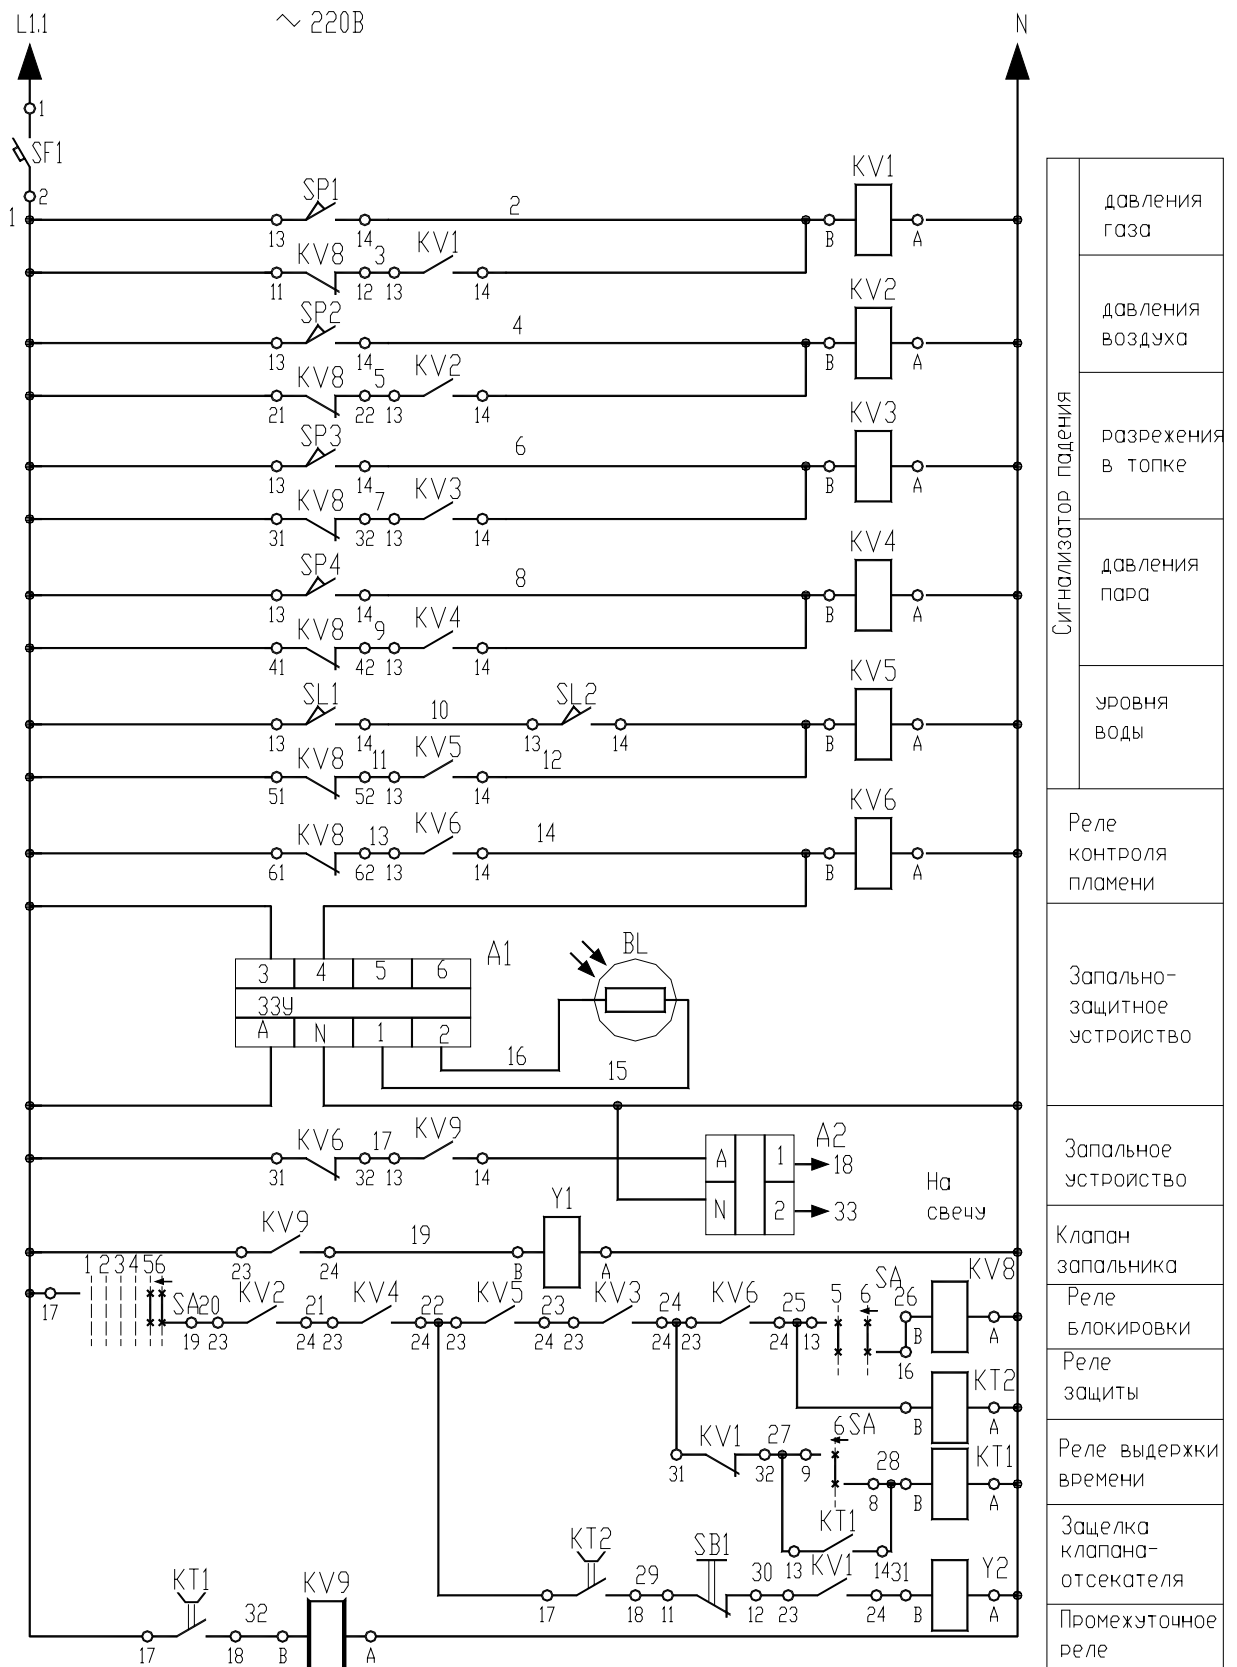 L1.1
~ 220В
N
1
SF1
2
1
SP1
2
KV1
13
14
B
A
KV8
3
KV1
11
12
13
14
давления
газа
SP2
4
KV2
13
14
B
A
KV8
5
KV2
21
22
13
14
давления
воздуха
SP3
6
KV3
13
14
B
A
KV8
7
KV3
31
32
13
14
разрежения
в топке
SP4
8
KV4
13
14
B
A
KV8
9
KV4
41
42
13
14
давления
пара
Сигнализатор падения
SL1
10
SL2
KV5
13
14
13
14
B
A
KV8
11
KV5
12
51
52
13
14
уровня
воды
KV8
13
KV6
14
KV6
61
62
13
14
B
A
Реле
контроля
пламени
3
4
5
6
A1
BL
ЗЗУ
A
N
1
2
16
15
Запально-
защитное
устройство
KV6
17
KV9
31
32
13
14
A
1
A2
18
N
2
33
На
свечу
Запальное
устройство
KV9
19
Y1
23
24
B
A
Клапан
запальника
1 2 3 4 5 6
17
SA
20
KV2
21
KV4
22
KV5
23
KV3
24
KV6
25
5
6
SA
26
KV8
19
23
24
23
24
23
24
23
24
23
24
13
16
B
A
Реле
блокировки
KT2
B
A
Реле
защиты
KV1
27
6
SA
28
KT1
31
32
9
8
B
A
Реле выдержки
времени
KT1
13
14
KT2
29
SB1
30
KV1
31
Y2
17
18
11
12
23
24
B
A
Защелка
клапана-
отсекателя
KT1
32
KV9
17
18
B
A
Промежуточное
реле